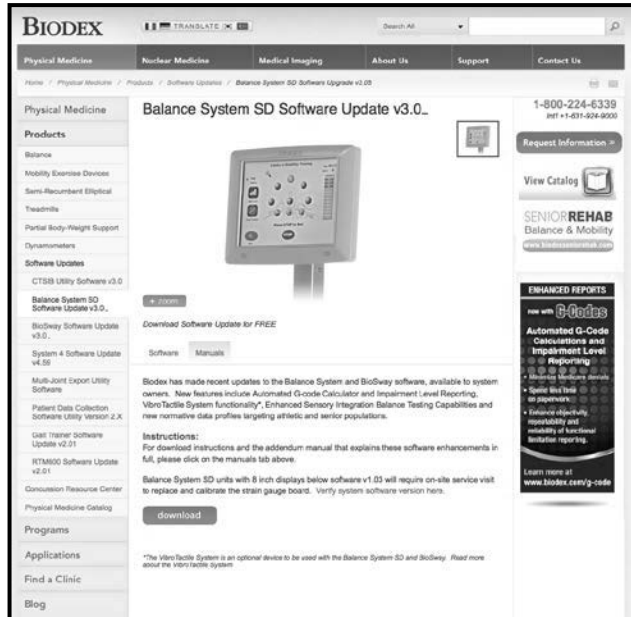 BIODEX
TRANSLATE
Search All
Physical Medicine
Nuclear Medicine
Medical Imaging
About Us
Support
Contact Us
Home / Physical Medicine / Products / Software Updates / Balance System SD Software Upgrade v3.05
Physical Medicine
Products
Balance
Mobility Exercise Devices
Semi-Recumbent Elliptical
Treadmills
Partial Body-Weight Support
Dynamometers
Software Updates
CTSIB Utility Software v3.0
Balance System SD
Software Update v3.0_
BioSway Software Update
v3.0_
System 4 Software Update
v4.59
Multi-Joint Export Utility
Software
Patient Data Collection
Software Utility Version 2.X
Gait Trainer Software
Update v2.01
RTM600 Software Update
v2.01
Concussion Resource Center
Physical Medicine Catalog
Programs
Applications
Find a Clinic
Blog
Balance System SD Software Update v3.0_
+ zoom
Download Software Update for FREE
Software
Manuals
Biodex has made recent updates to the Balance System and BioSway software, available to system
owners. New features include Automated G-code Calculator and Impairment Level Reporting,
VibroTactile System functionality*, Enhanced Sensory Integration Balance Testing Capabilities and
new normative data profiles targeting athletic and senior populations.
Instructions:
For download instructions and the addendum manual that explains these software enhancements in
full, please click on the manuals tab above.
Balance System SD units with 8 inch displays below software v1.03 will require on-site service visit
to replace and calibrate the strain gauge board. Verify system software version here.
download
*The VibroTactile System is an optional device to be used with the Balance System SD and BioSway. Read more
about the VibroTactile System
1-800-224-6339
Int'l +1-631-924-9000
Request Information »
View Catalog
SENIOR REHAB
Balance & Mobility
www.biodexseniorrehab.com
ENHANCED REPORTS
now with G-Codes
Automated G-Code
Calculations and
Impairment Level
Reporting
• Minimize Medicare denials
• Spend less time
on paperwork
• Enhance objectivity,
repeatability and
reliability of functional
limitation reporting.
Learn more at
www.biodex.com/g-code